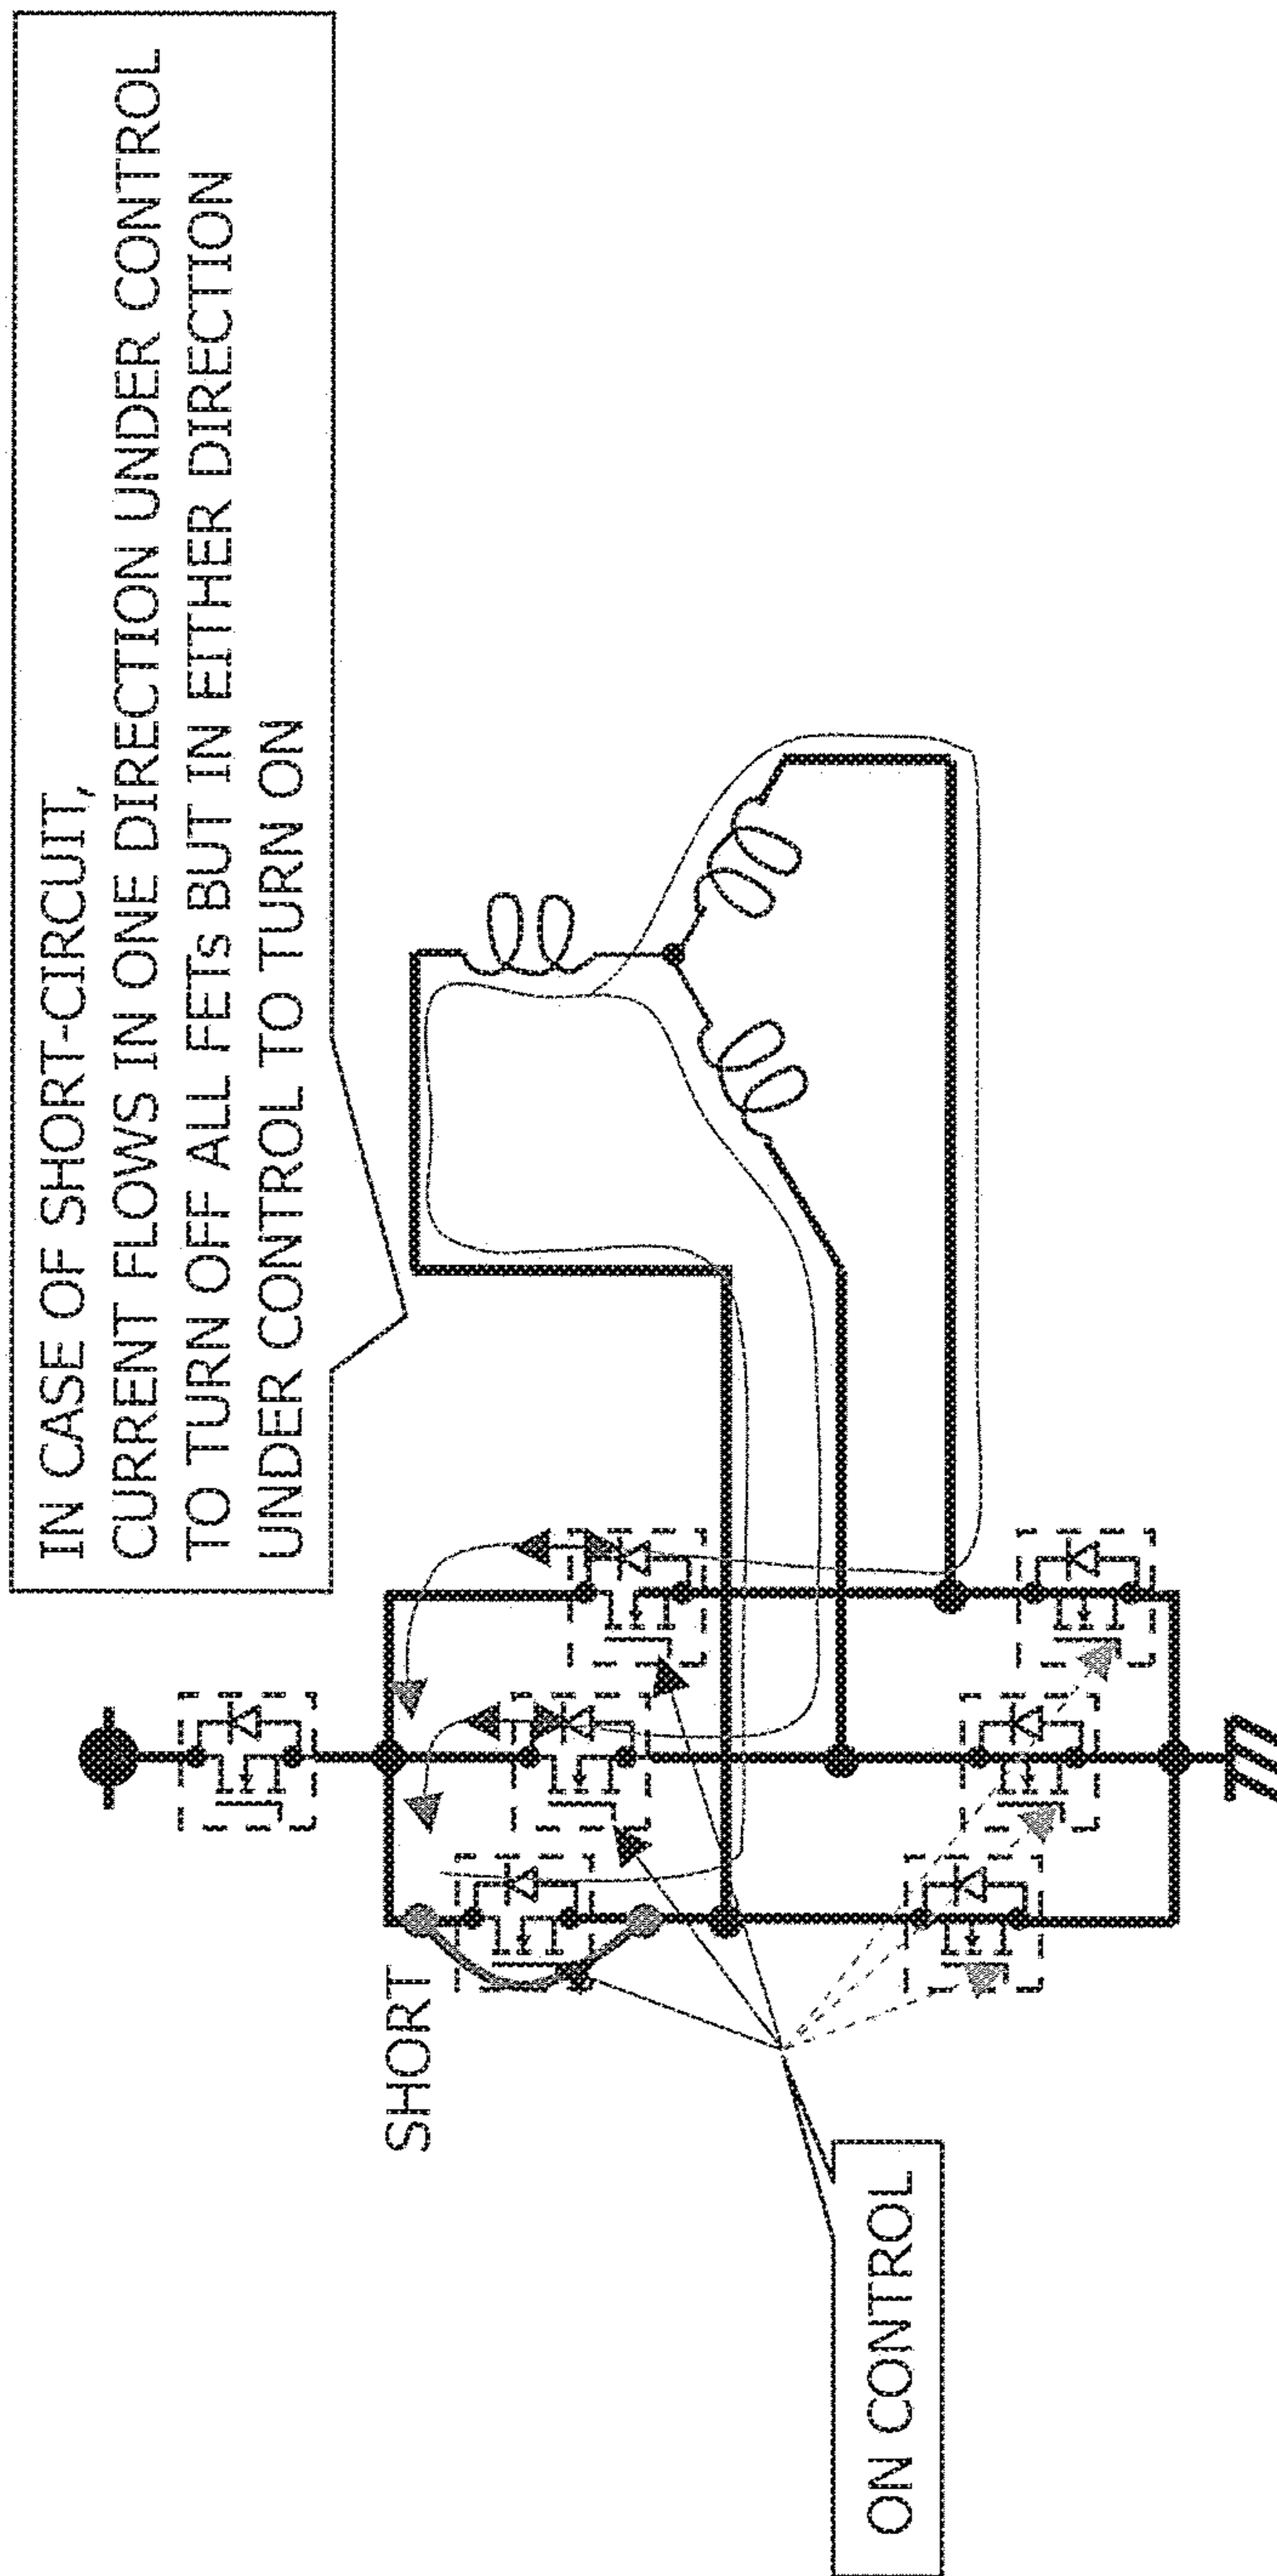 IN CASE OF SHORT-CIRCUIT,
CURRENT FLOWS IN ONE DIRECTION UNDER CONTROL
TO TURN OFF ALL FETs BUT IN EITHER DIRECTION
UNDER CONTROL TO TURN ON
SHORT
ON CONTROL